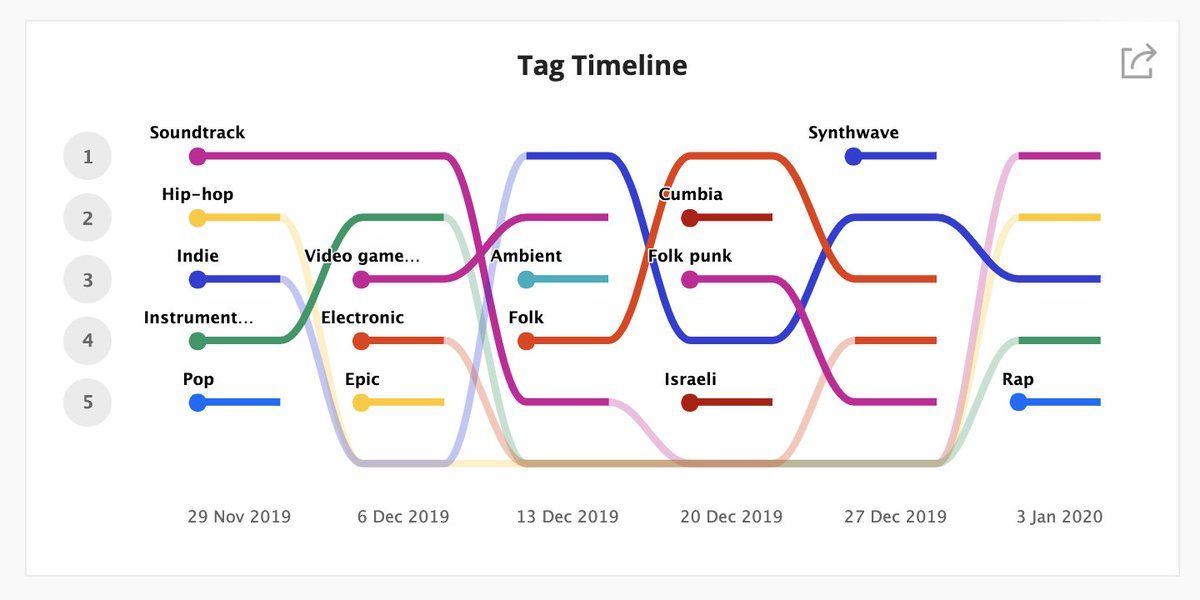 Tag Timeline
Soundtrack
Synthwave
1
Hip-hop
Cumbia
2
Indie
Video game...
Ambient
Folk punk
3
Instrument...
Electronic
Folk
4
Pop
Epic
Israeli
Rap
5
29 Nov 2019
6 Dec 2019
13 Dec 2019
20 Dec 2019
27 Dec 2019
3 Jan 2020